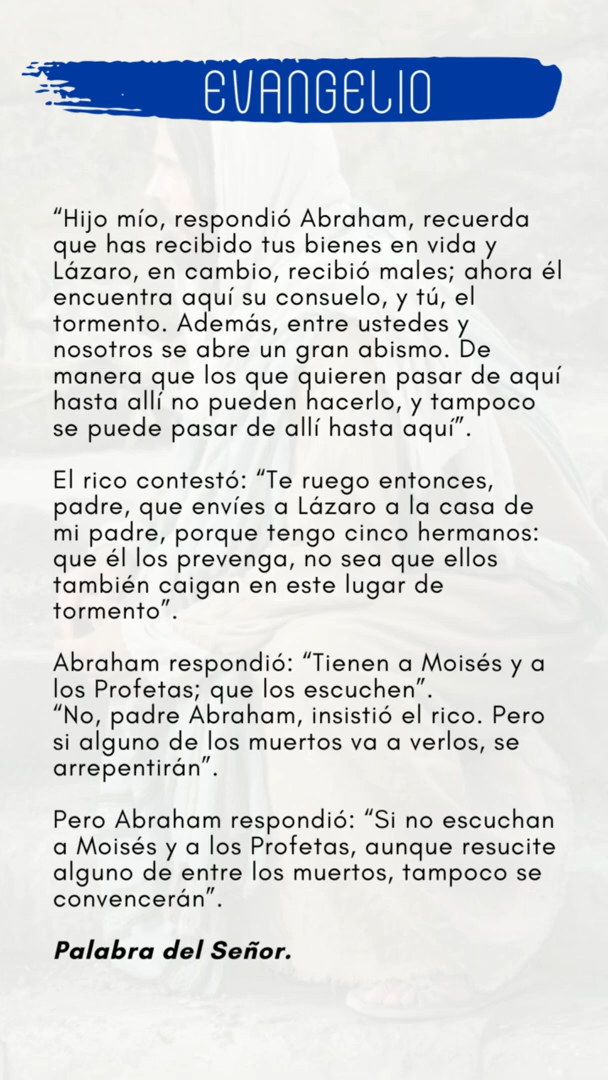 EVANGELIO
“Hijo mío, respondió Abraham, recuerda
que has recibido tus bienes en vida y
Lázaro, en cambio, recibió males; ahora él
encuentra aquí su consuelo, y tú, el
tormento. Además, entre ustedes y
nosotros se abre un gran abismo. De
manera que los que quieren pasar de aquí
hasta allí no pueden hacerlo, y tampoco
se puede pasar de allí hasta aquí”.
El rico contestó: “Te ruego entonces,
padre, que envíes a Lázaro a la casa de
mi padre, porque tengo cinco hermanos:
que él los prevenga, no sea que ellos
también caigan en este lugar de
tormento”.
Abraham respondió: “Tienen a Moisés y a
los Profetas; que los escuchen”.
“No, padre Abraham, insistió el rico. Pero
si alguno de los muertos va a verlos, se
arrepentirán”.
Pero Abraham respondió: “Si no escuchan
a Moisés y a los Profetas, aunque resucite
alguno de entre los muertos, tampoco se
convencerán”.
Palabra del Señor.